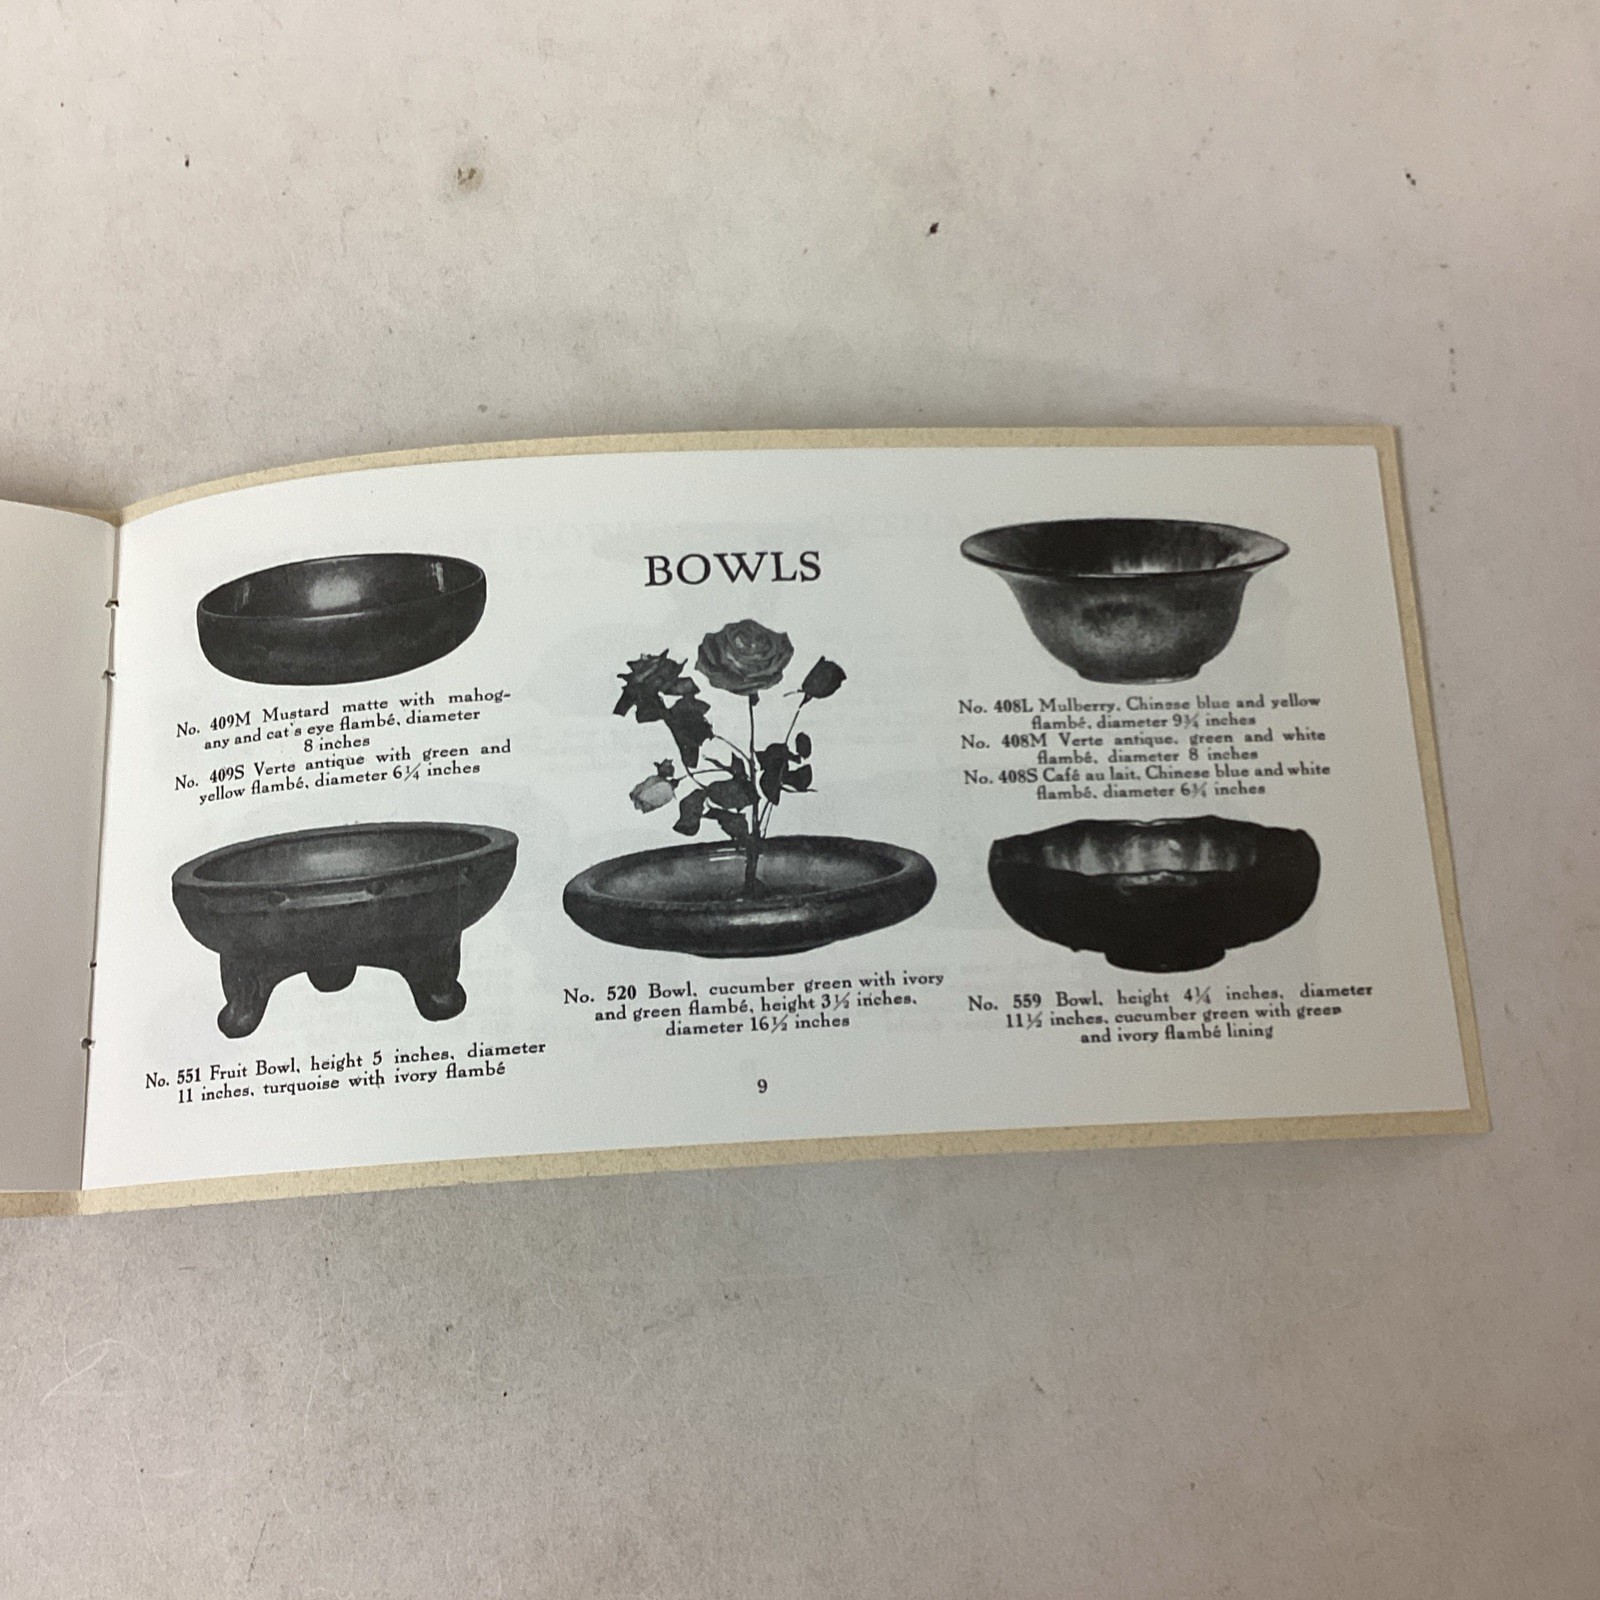 BOWLS
No. 409M Mustard matte with mahog-
any and cat's eye flambé, diameter
8 inches
No. 409S Verte antique with green and
yellow flambé, diameter 6¼ inches
No. 551 Fruit Bowl, height 5 inches, diameter
11 inches, turquoise with ivory flambé
No. 520 Bowl, cucumber green with ivory
and green flambé, height 3½ inches,
diameter 16½ inches
No. 408L Mulberry, Chinese blue and yellow
flambé, diameter 9¾ inches
No. 408M Verte antique, green and white
flambé, diameter 8 inches
No. 408S Café au lait, Chinese blue and white
flambé, diameter inches
No. 559 Bowl, height 4¼ inches, diameter
11½ inches, cucumber green with green
and ivory flambé lining
9